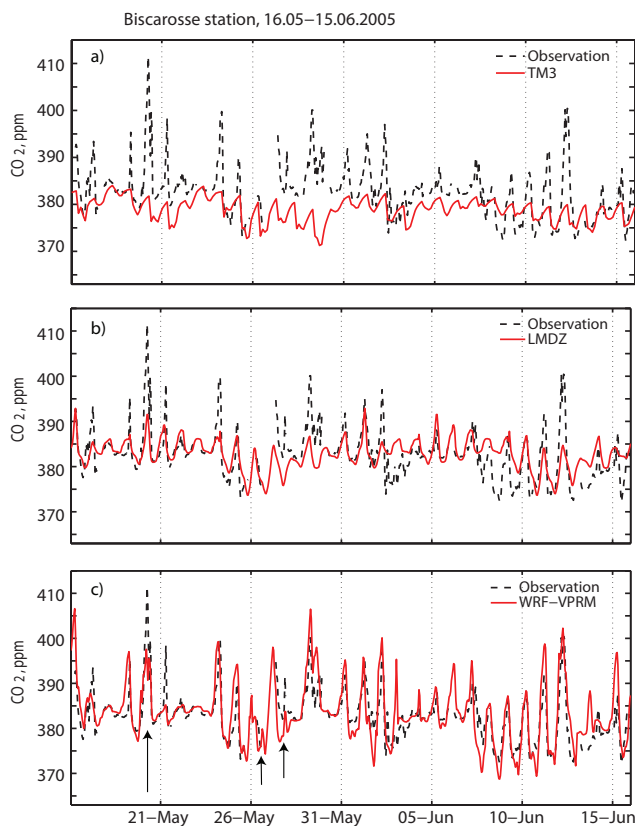 Biscarosse station, 16.05−15.06.2005
a)
Observation
TM3
410
400
390
380
370
CO 2, ppm
b)
Observation
LMDZ
410
400
390
380
370
CO 2, ppm
c)
Observation
WRF−VPRM
410
400
390
380
370
CO 2, ppm
21−May 26−May 31−May 05−Jun 10−Jun 15−Jun